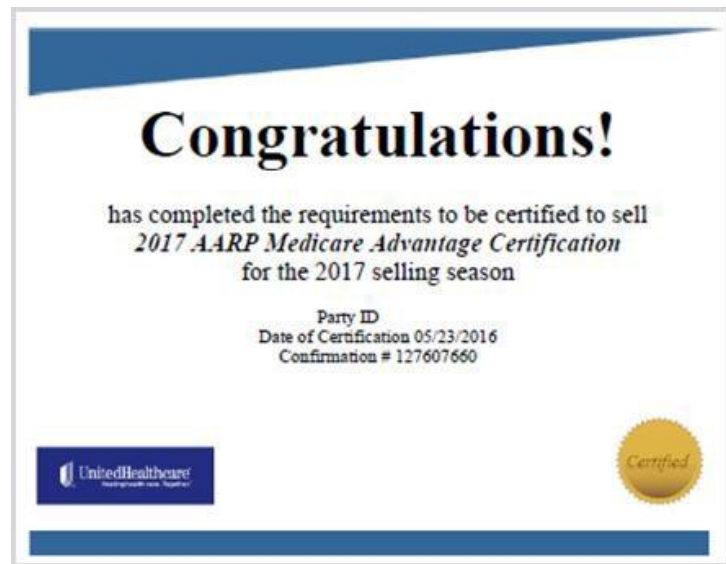 Congratulations!
has completed the requirements to be certified to sell
2017 AARP Medicare Advantage Certification
for the 2017 selling season
Party ID
Date of Certification 05/23/2016
Confirmation # 127607660
UnitedHealthcare
Certified